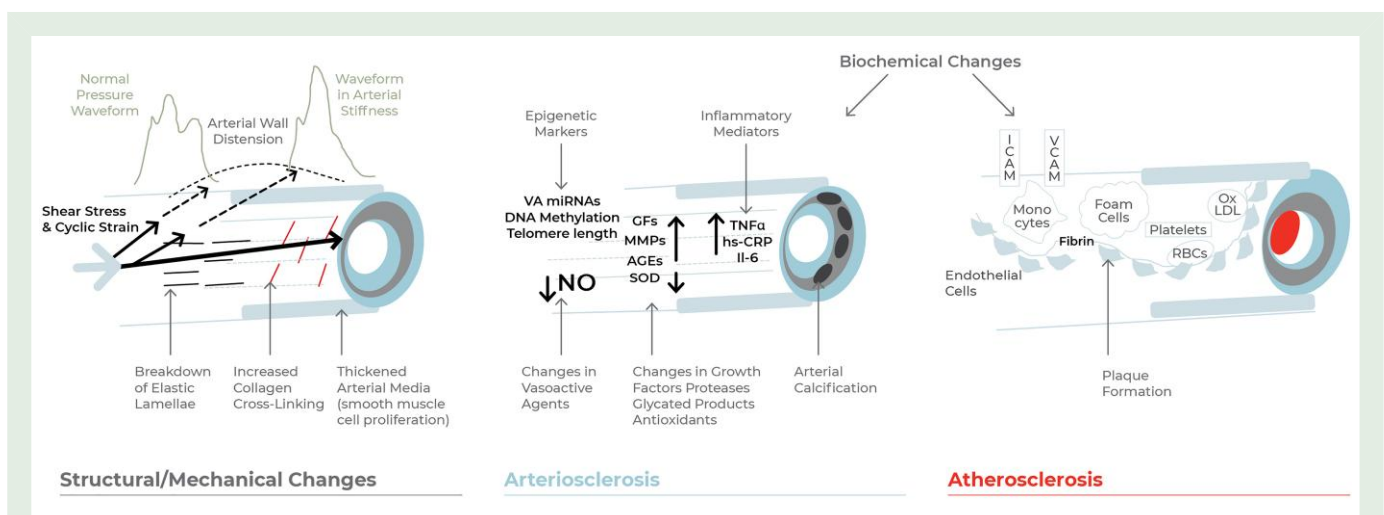 Normal
Pressure
Waveform
Waveform
in Arterial
Stiffness
Arterial Wall
Distension
Shear Stress
& Cyclic Strain
Breakdown
of Elastic
Lamellae
Increased
Collagen
Cross-Linking
Thickened
Arterial Media
(smooth muscle
cell proliferation)
Structural/Mechanical Changes
Biochemical Changes
Epigenetic
Markers
Inflammatory
Mediators
VA miRNAs
DNA Methylation
Telomere length
GFs
MMPs
AGEs
SOD
TNFα
hs-CRP
Il-6
NO
Changes in
Vasoactive
Agents
Changes in Growth
Factors Proteases
Glycated Products
Antioxidants
Arterial
Calcification
Arteriosclerosis
ICAM
VCAM
Mono
cytes
Foam
Cells
Ox
LDL
Platelets
Fibrin
RBCs
Endothelial
Cells
Plaque
Formation
Atherosclerosis